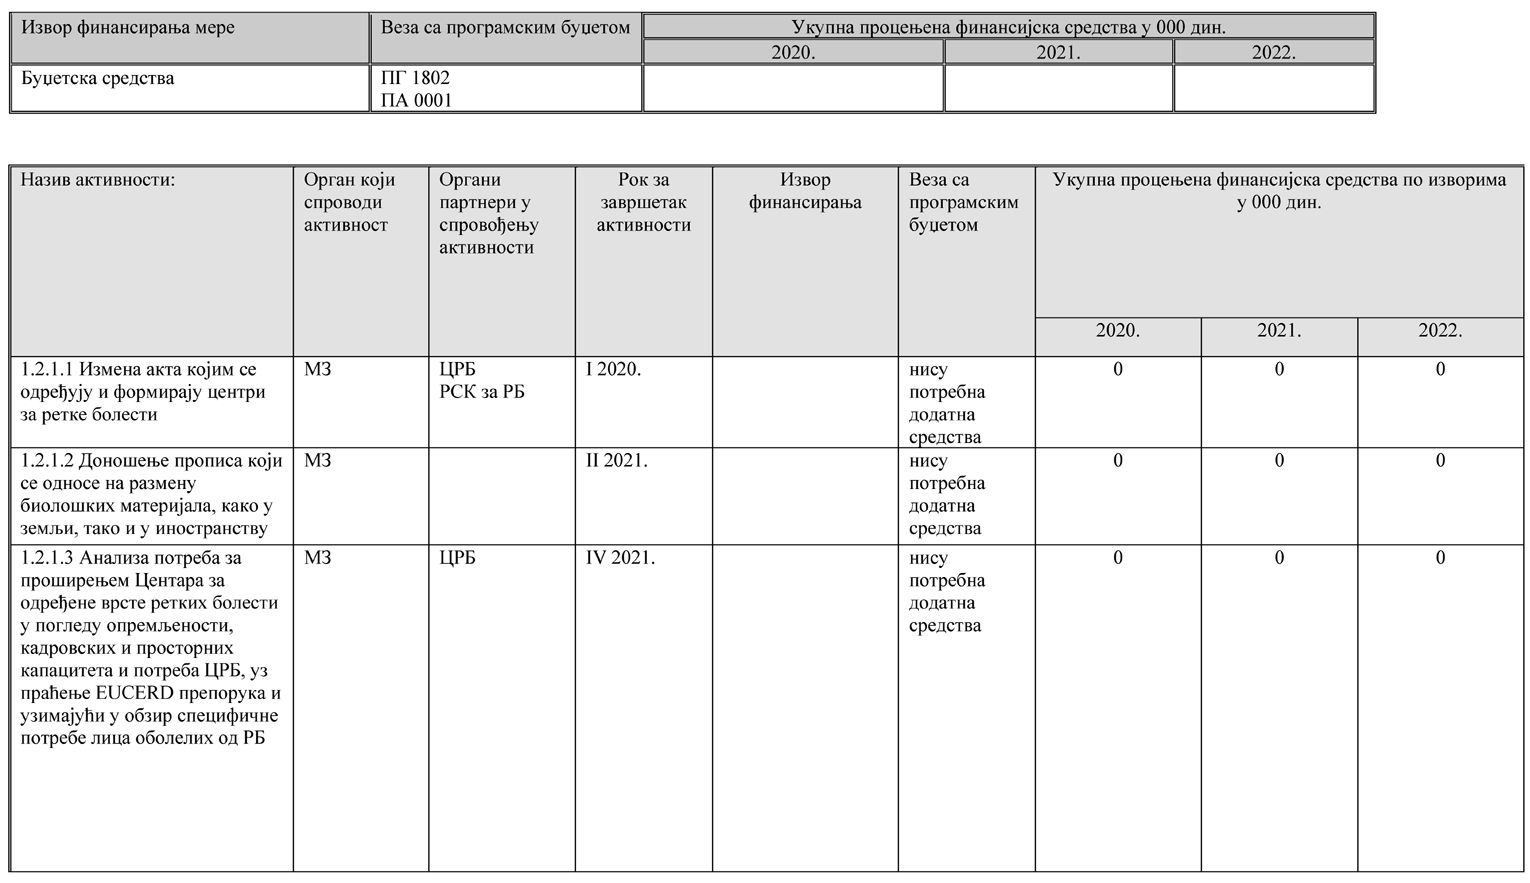 Извор финансирања мере
Веза са програмским буџетом
Укупна процењена финансијска средства у 000 дин.
2020.
2021.
2022.
Буџетска средства
ПГ 1802
ПА 0001
Назив активности:
Орган који
спроводи
активност
Органи
партнери у
спровођењу
активности
Рок за
завршетак
активности
Извор
финансирања
Веза са
програмским
буџетом
Укупна процењена финансијска средства по изворима
у 000 дин.
2020.
2021.
2022.
1.2.1.1 Измена акта којим се
одређују и формирају центри
за ретке болести
МЗ
ЦРБ
РСК за РБ
I 2020.
нису
потребна
додатна
средства
0
0
0
1.2.1.2 Доношење прописа који
се односе на размену
биолошких материјала, како у
земљи, тако и у иностранству
МЗ
II 2021.
нису
потребна
додатна
средства
0
0
0
1.2.1.3 Анализа потреба за
проширењем Центара за
одређене врсте ретких болести
у погледу опремљености,
кадровских и просторних
капацитета и потреба ЦРБ, уз
праћење EUCERD препорука и
узимајући у обзир специфичне
потребе лица оболелих од РБ
МЗ
ЦРБ
IV 2021.
нису
потребна
додатна
средства
0
0
0